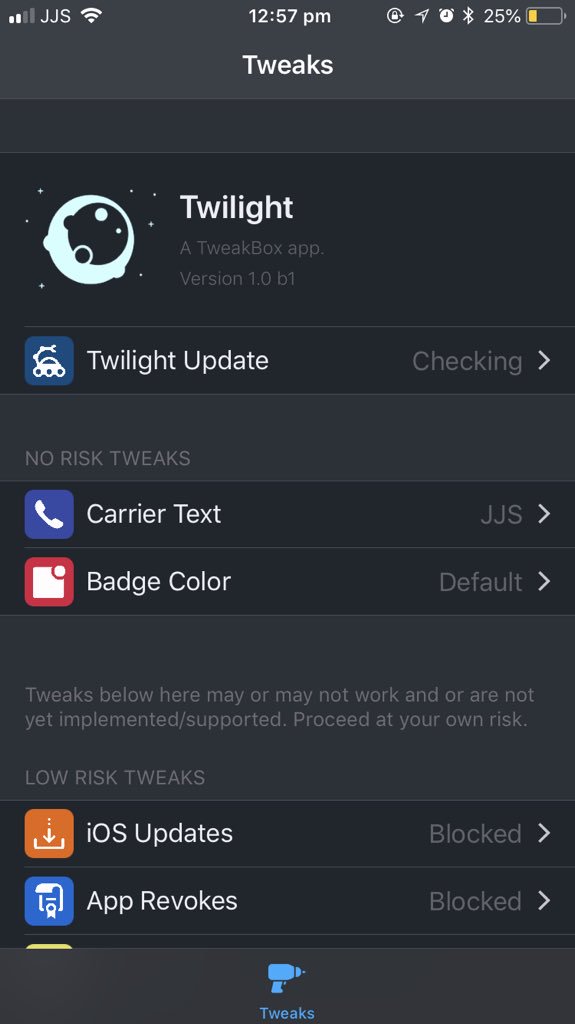 JJS
12:57 pm
25%
Tweaks
Twilight
A TweakBox app.
Version 1.0 b1
Twilight Update
Checking
NO RISK TWEAKS
Carrier Text
JJS
Badge Color
Default
Tweaks below here may or may not work and or are not
yet implemented/supported. Proceed at your own risk.
LOW RISK TWEAKS
iOS Updates
Blocked
App Revokes
Blocked
Tweaks